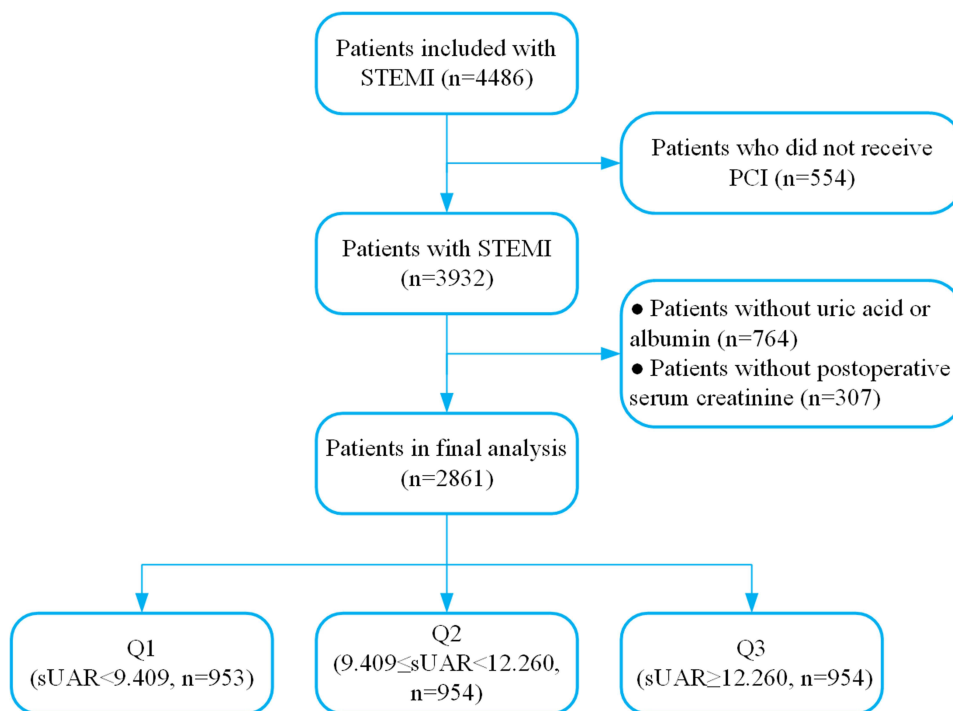 Patients included with
STEMI (n=4486)
Patients who did not receive
PCI (n=554)
Patients with STEMI
(n=3932)
● Patients without uric acid or
albumin (n=764)
● Patients without postoperative
serum creatinine (n=307)
Patients in final analysis
(n=2861)
Q1
(sUAR<9.409, n=953)
Q2
(9.409≤sUAR<12.260,
n=954)
Q3
(sUAR≥12.260, n=954)